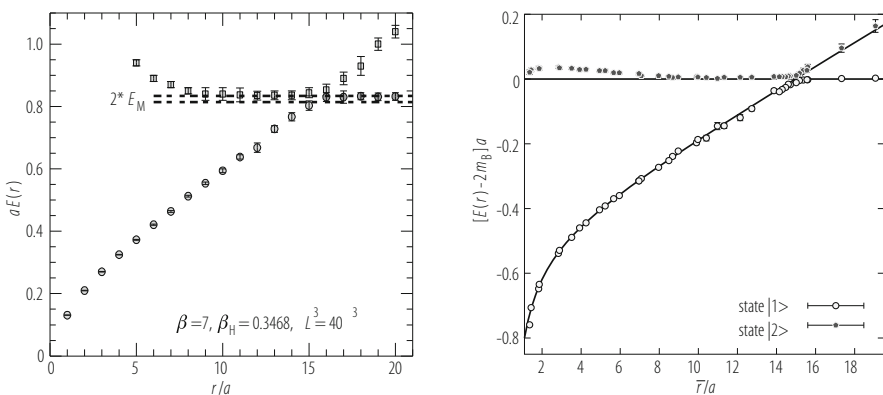 1.0
0.8
0.6
0.4
0.2
0
aE(r)
2* E_M
β =7, β_H = 0.3468, L^3 = 40^3
0 5 10 15 20
r/a
0.2
0
-0.2
-0.4
-0.6
-0.8
[E(r) - 2m_B]a
state |1>
state |2>
2 4 6 8 10 12 14 16 18
r̅/a